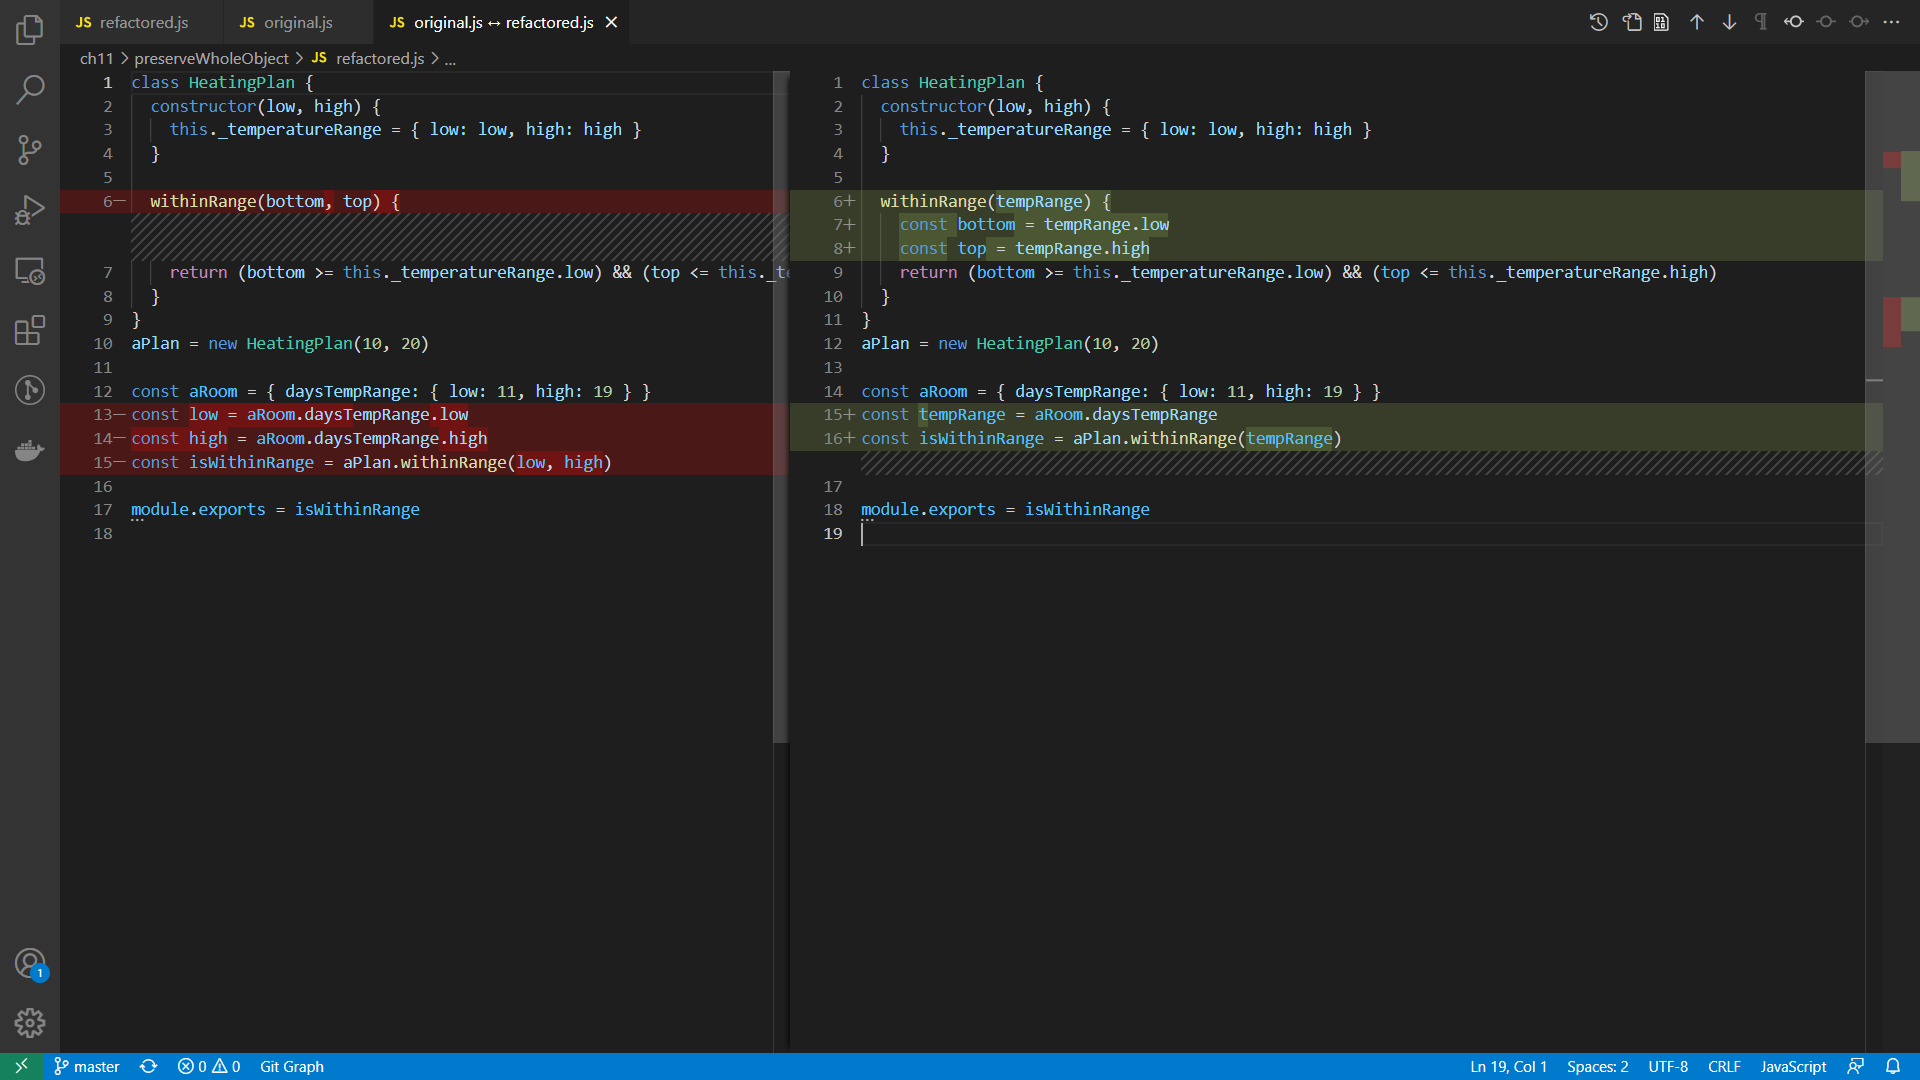 JS refactored.js JS original.js JS original.js ↔ refactored.js ×
ch11 > preserveWholeObject > JS refactored.js > ...
1 class HeatingPlan {
2   constructor(low, high) {
3     this._temperatureRange = { low: low, high: high }
4   }
5
6−   withinRange(bottom, top) {
7     return (bottom >= this._temperatureRange.low) && (top <= this._te
8   }
9 }
10 aPlan = new HeatingPlan(10, 20)
11
12 const aRoom = { daysTempRange: { low: 11, high: 19 } }
13− const low = aRoom.daysTempRange.low
14− const high = aRoom.daysTempRange.high
15− const isWithinRange = aPlan.withinRange(low, high)
16
17 module.exports = isWithinRange
18
1 class HeatingPlan {
2   constructor(low, high) {
3     this._temperatureRange = { low: low, high: high }
4   }
5
6+   withinRange(tempRange) {
7+     const bottom = tempRange.low
8+     const top = tempRange.high
9     return (bottom >= this._temperatureRange.low) && (top <= this._temperatureRange.high)
10   }
11 }
12 aPlan = new HeatingPlan(10, 20)
13
14 const aRoom = { daysTempRange: { low: 11, high: 19 } }
15+ const tempRange = aRoom.daysTempRange
16+ const isWithinRange = aPlan.withinRange(tempRange)
17
18 module.exports = isWithinRange
19
1
master 0 0 Git Graph Ln 19, Col 1 Spaces: 2 UTF-8 CRLF JavaScript